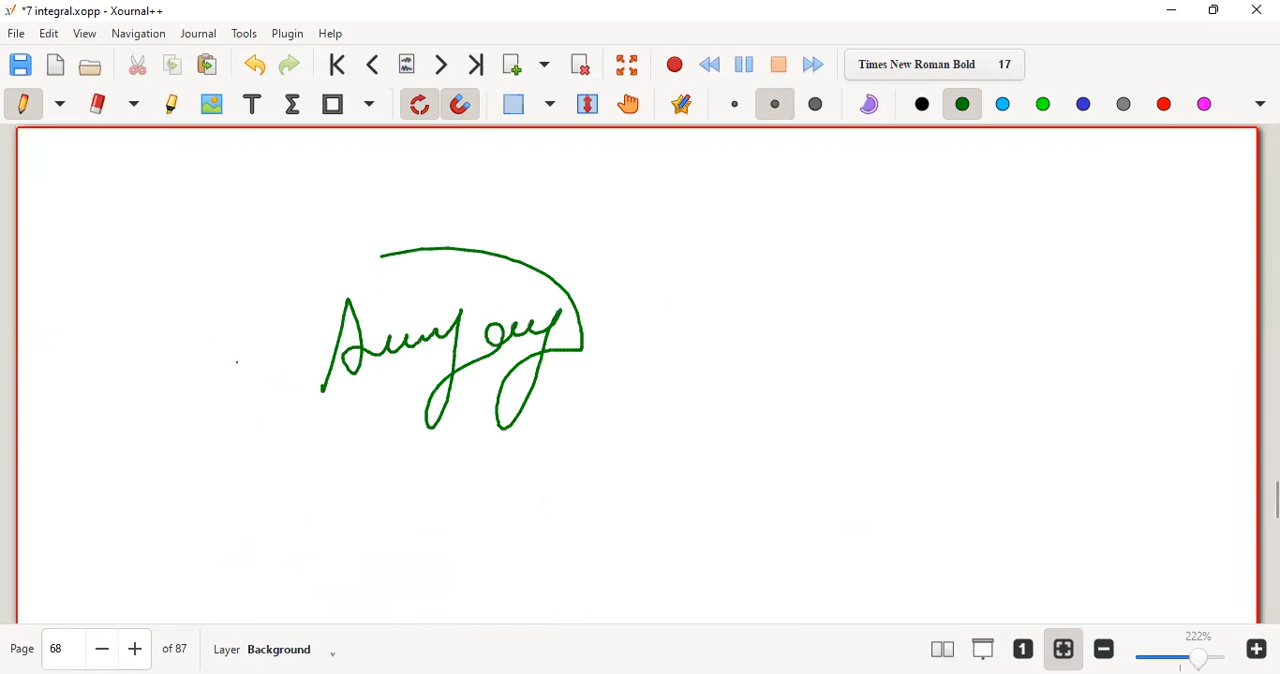 *7 integral.xopp - Xournal++
File Edit View Navigation Journal Tools Plugin Help
Times New Roman Bold 17
Page 68 of 87 Layer Background 222%